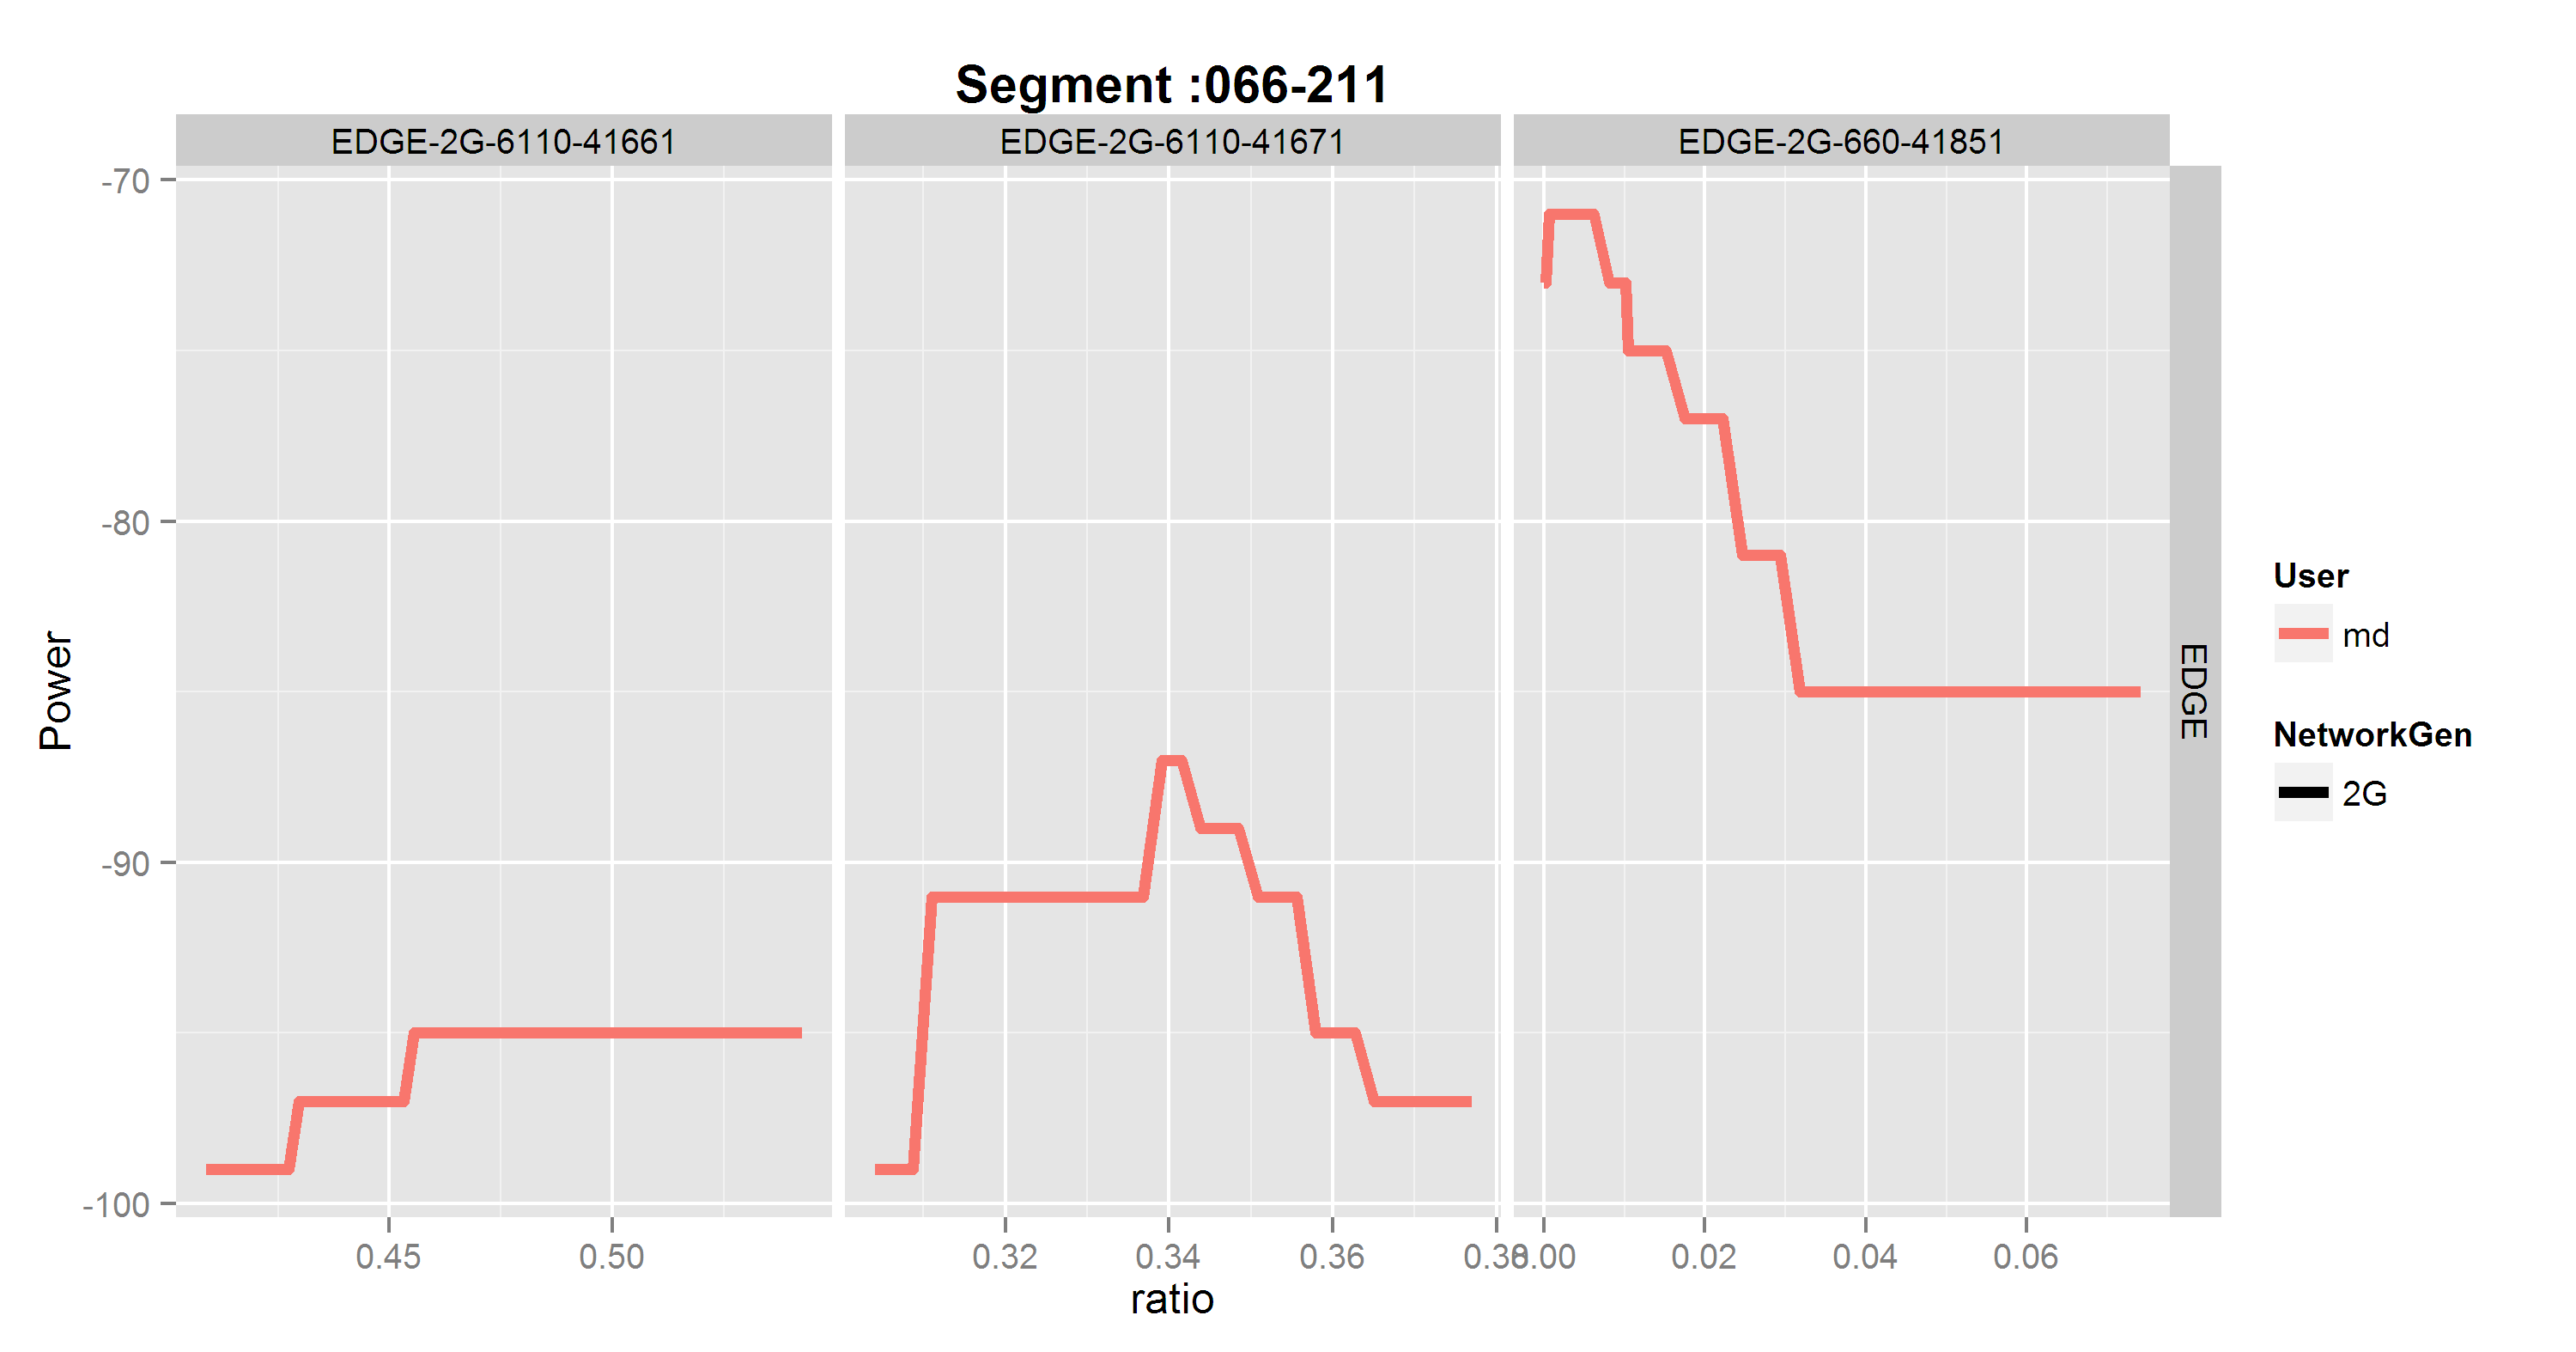 Segment :066-211
EDGE-2G-6110-41661
EDGE-2G-6110-41671
EDGE-2G-660-41851
-70
-80
-90
-100
Power
EDGE
0.45
0.50
0.32
0.34
0.36
0.38
0.00
0.02
0.04
0.06
ratio
User
md
NetworkGen
2G